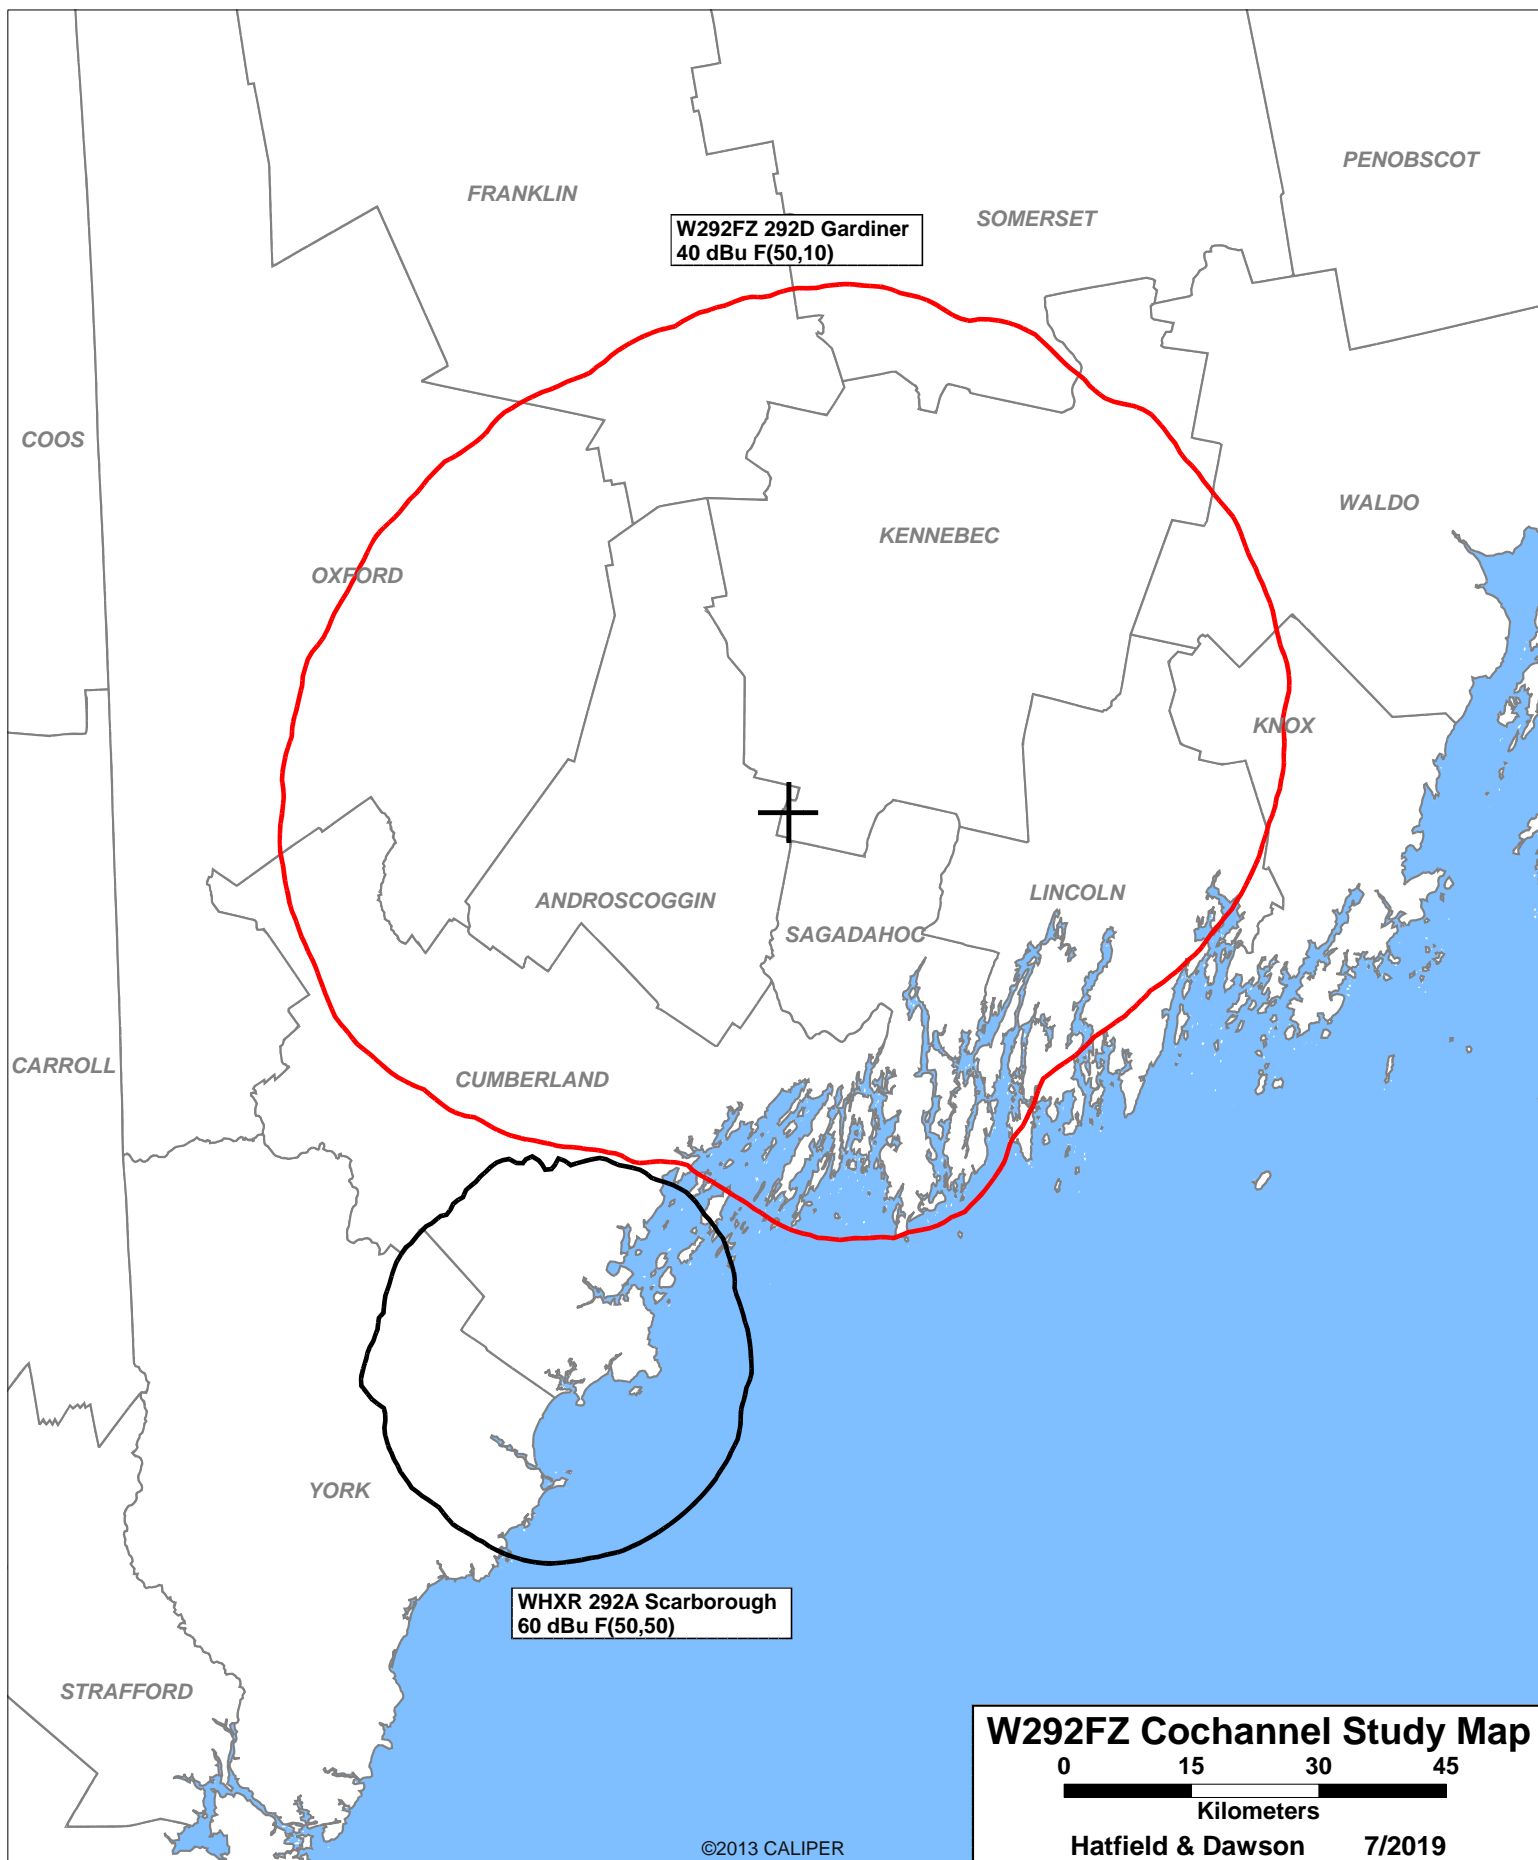 PENOBSCOT
FRANKLIN
SOMERSET
W292FZ 292D Gardiner
40 dBu F(50,10)
COOS
WALDO
KENNEBEC
OXFORD
KNOX
ANDROSCOGGIN
LINCOLN
SAGADAHOC
CARROLL
CUMBERLAND
YORK
WHXR 292A Scarborough
60 dBu F(50,50)
STRAFFORD
W292FZ Cochannel Study Map
0 15 30 45
Kilometers
Hatfield & Dawson 7/2019
©2013 CALIPER